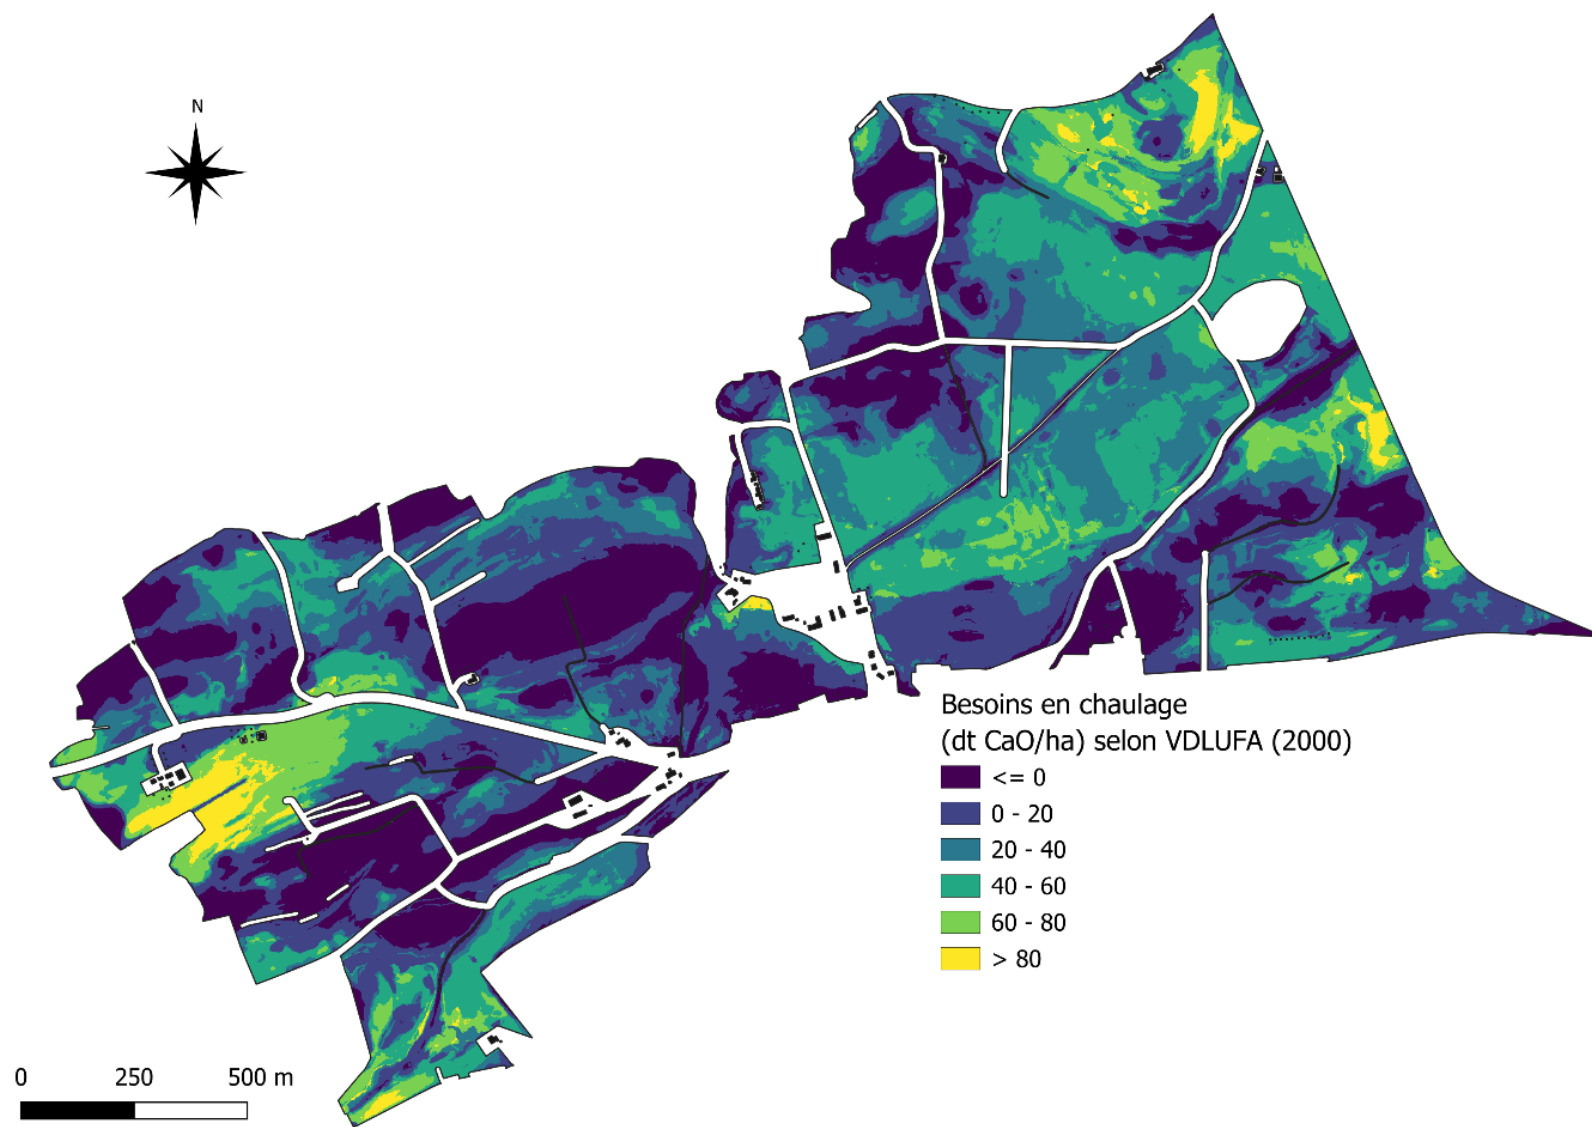 N
Besoins en chaulage
(dt CaO/ha) selon VDLUFA (2000)
<= 0
0 - 20
20 - 40
40 - 60
60 - 80
> 80
0 250 500 m